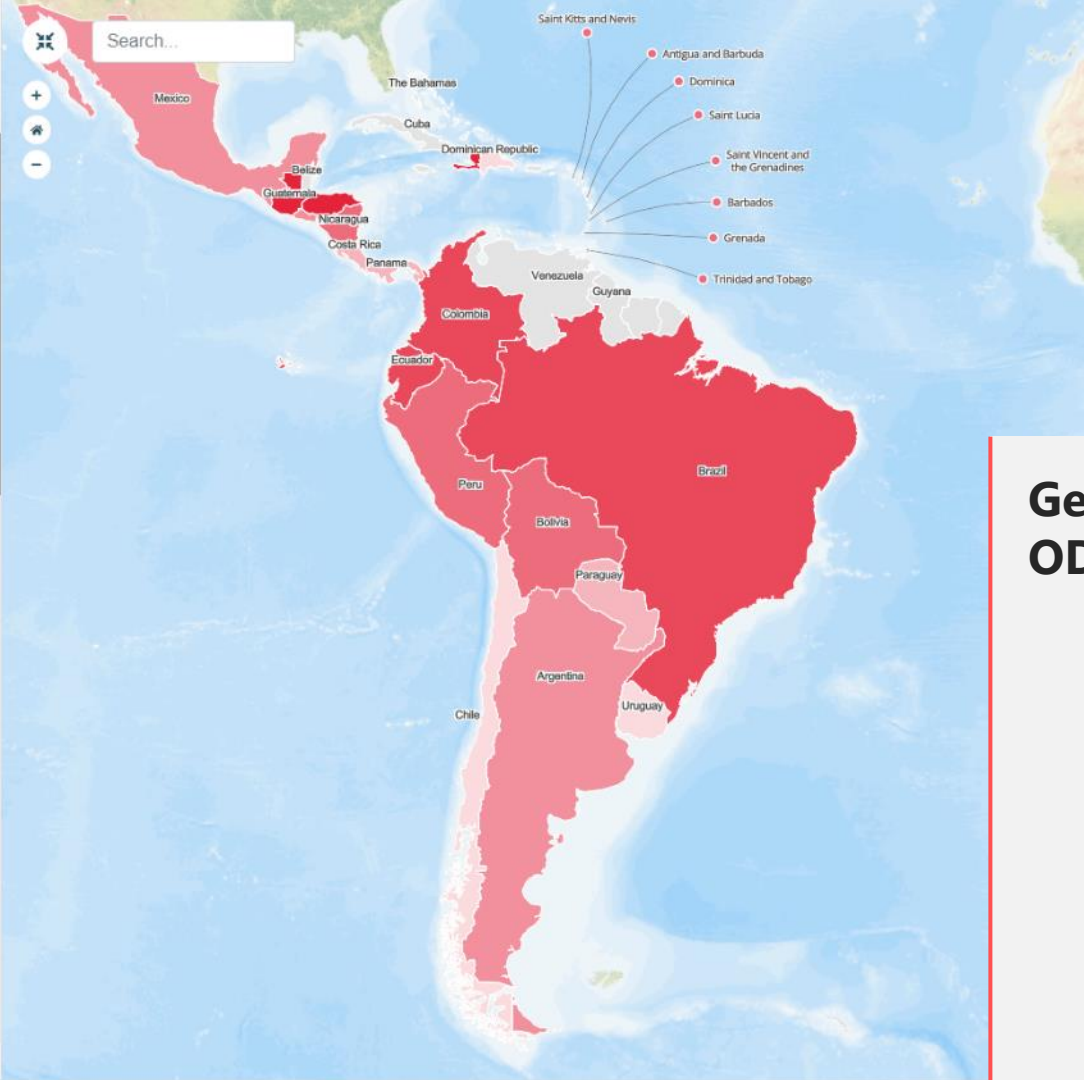 Search...
+
−
Saint Kitts and Nevis
Antigua and Barbuda
Dominica
Saint Lucia
Saint Vincent and
the Grenadines
Barbados
Grenada
Trinidad and Tobago
The Bahamas
Mexico
Cuba
Dominican Republic
Belize
Guatemala
Nicaragua
Costa Rica
Panama
Venezuela
Guyana
Colombia
Ecuador
Brazil
Peru
Bolivia
Paraguay
Argentina
Uruguay
Chile
Ge
OD